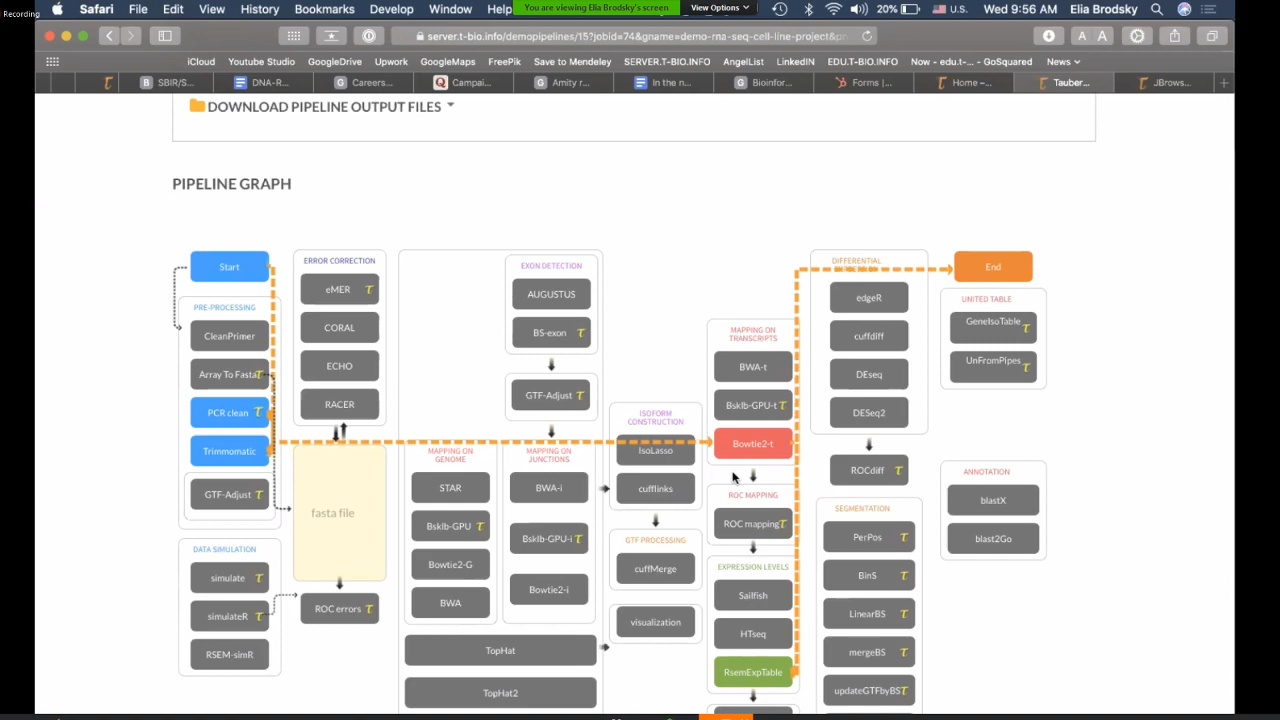 Recording
Safari File Edit View History Bookmarks Develop Window Help
You are viewing Elia Brodsky's screen View Options
20% U.S. Wed 9:56 AM Elia Brodsky
server.t-bio.info/demopipelines/15?jobid=74&gname=demo-rna-seq-cell-line-project&pn...
iCloud Youtube Studio GoogleDrive Upwork GoogleMaps FreePik Save to Mendeley SERVER.T-BIO.INFO AngelList LinkedIN EDU.T-BIO.COM Now - edu.t-... - GoSquared News
SBIR/S... DNA-R... Careers... Campai... Amity r... In the n... Bioinfor... Forms |... Home –... Tauber... JBrows...
DOWNLOAD PIPELINE OUTPUT FILES
PIPELINE GRAPH
Start
PRE-PROCESSING
CleanPrimer
Array To Fasta
PCR clean
Trimmomatic
GTF-Adjust
DATA SIMULATION
simulate
simulateR
RSEM-simR
ERROR CORRECTION
eMER
CORAL
ECHO
RACER
fasta file
ROC errors
EXON DETECTION
AUGUSTUS
BS-exon
GTF-Adjust
MAPPING ON
GENOME
STAR
Bsklb-GPU
Bowtie2-G
BWA
MAPPING ON
JUNCTIONS
BWA-i
Bsklb-GPU-i
Bowtie2-i
TopHat
TopHat2
ISOFORM
CONSTRUCTION
IsoLasso
cufflinks
GTF PROCESSING
cuffMerge
visualization
MAPPING ON
TRANSCRIPTS
BWA-t
Bsklb-GPU-t
Bowtie2-t
ROC MAPPING
ROC mapping
EXPRESSION LEVELS
Sailfish
HTseq
RsemExpTable
DIFFERENTIAL
edgeR
cuffdiff
DEseq
DESeq2
ROCdiff
SEGMENTATION
PerPos
BinS
LinearBS
mergeBS
updateGTFbyBS
End
UNITED TABLE
GeneIsoTable
UnFromPipes
ANNOTATION
blastX
blast2Go